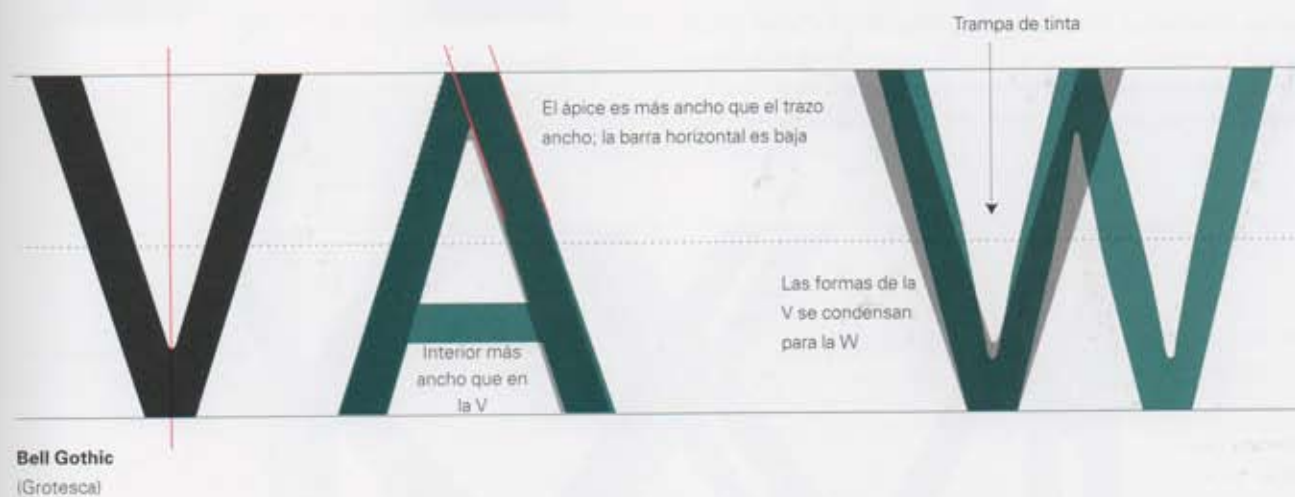 Trampa de tinta
El ápice es más ancho que el trazo
ancho; la barra horizontal es baja
V A W
Las formas de la
V se condensan
para la W
Interior más
ancho que en
la V
Bell Gothic
(Grotesca)